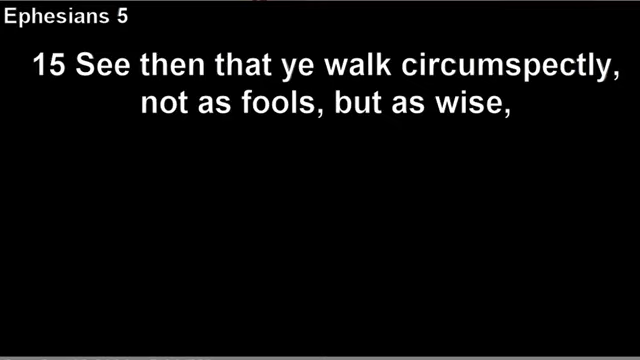 Ephesians 5
15 See then that ye walk circumspectly,
not as fools, but as wise,